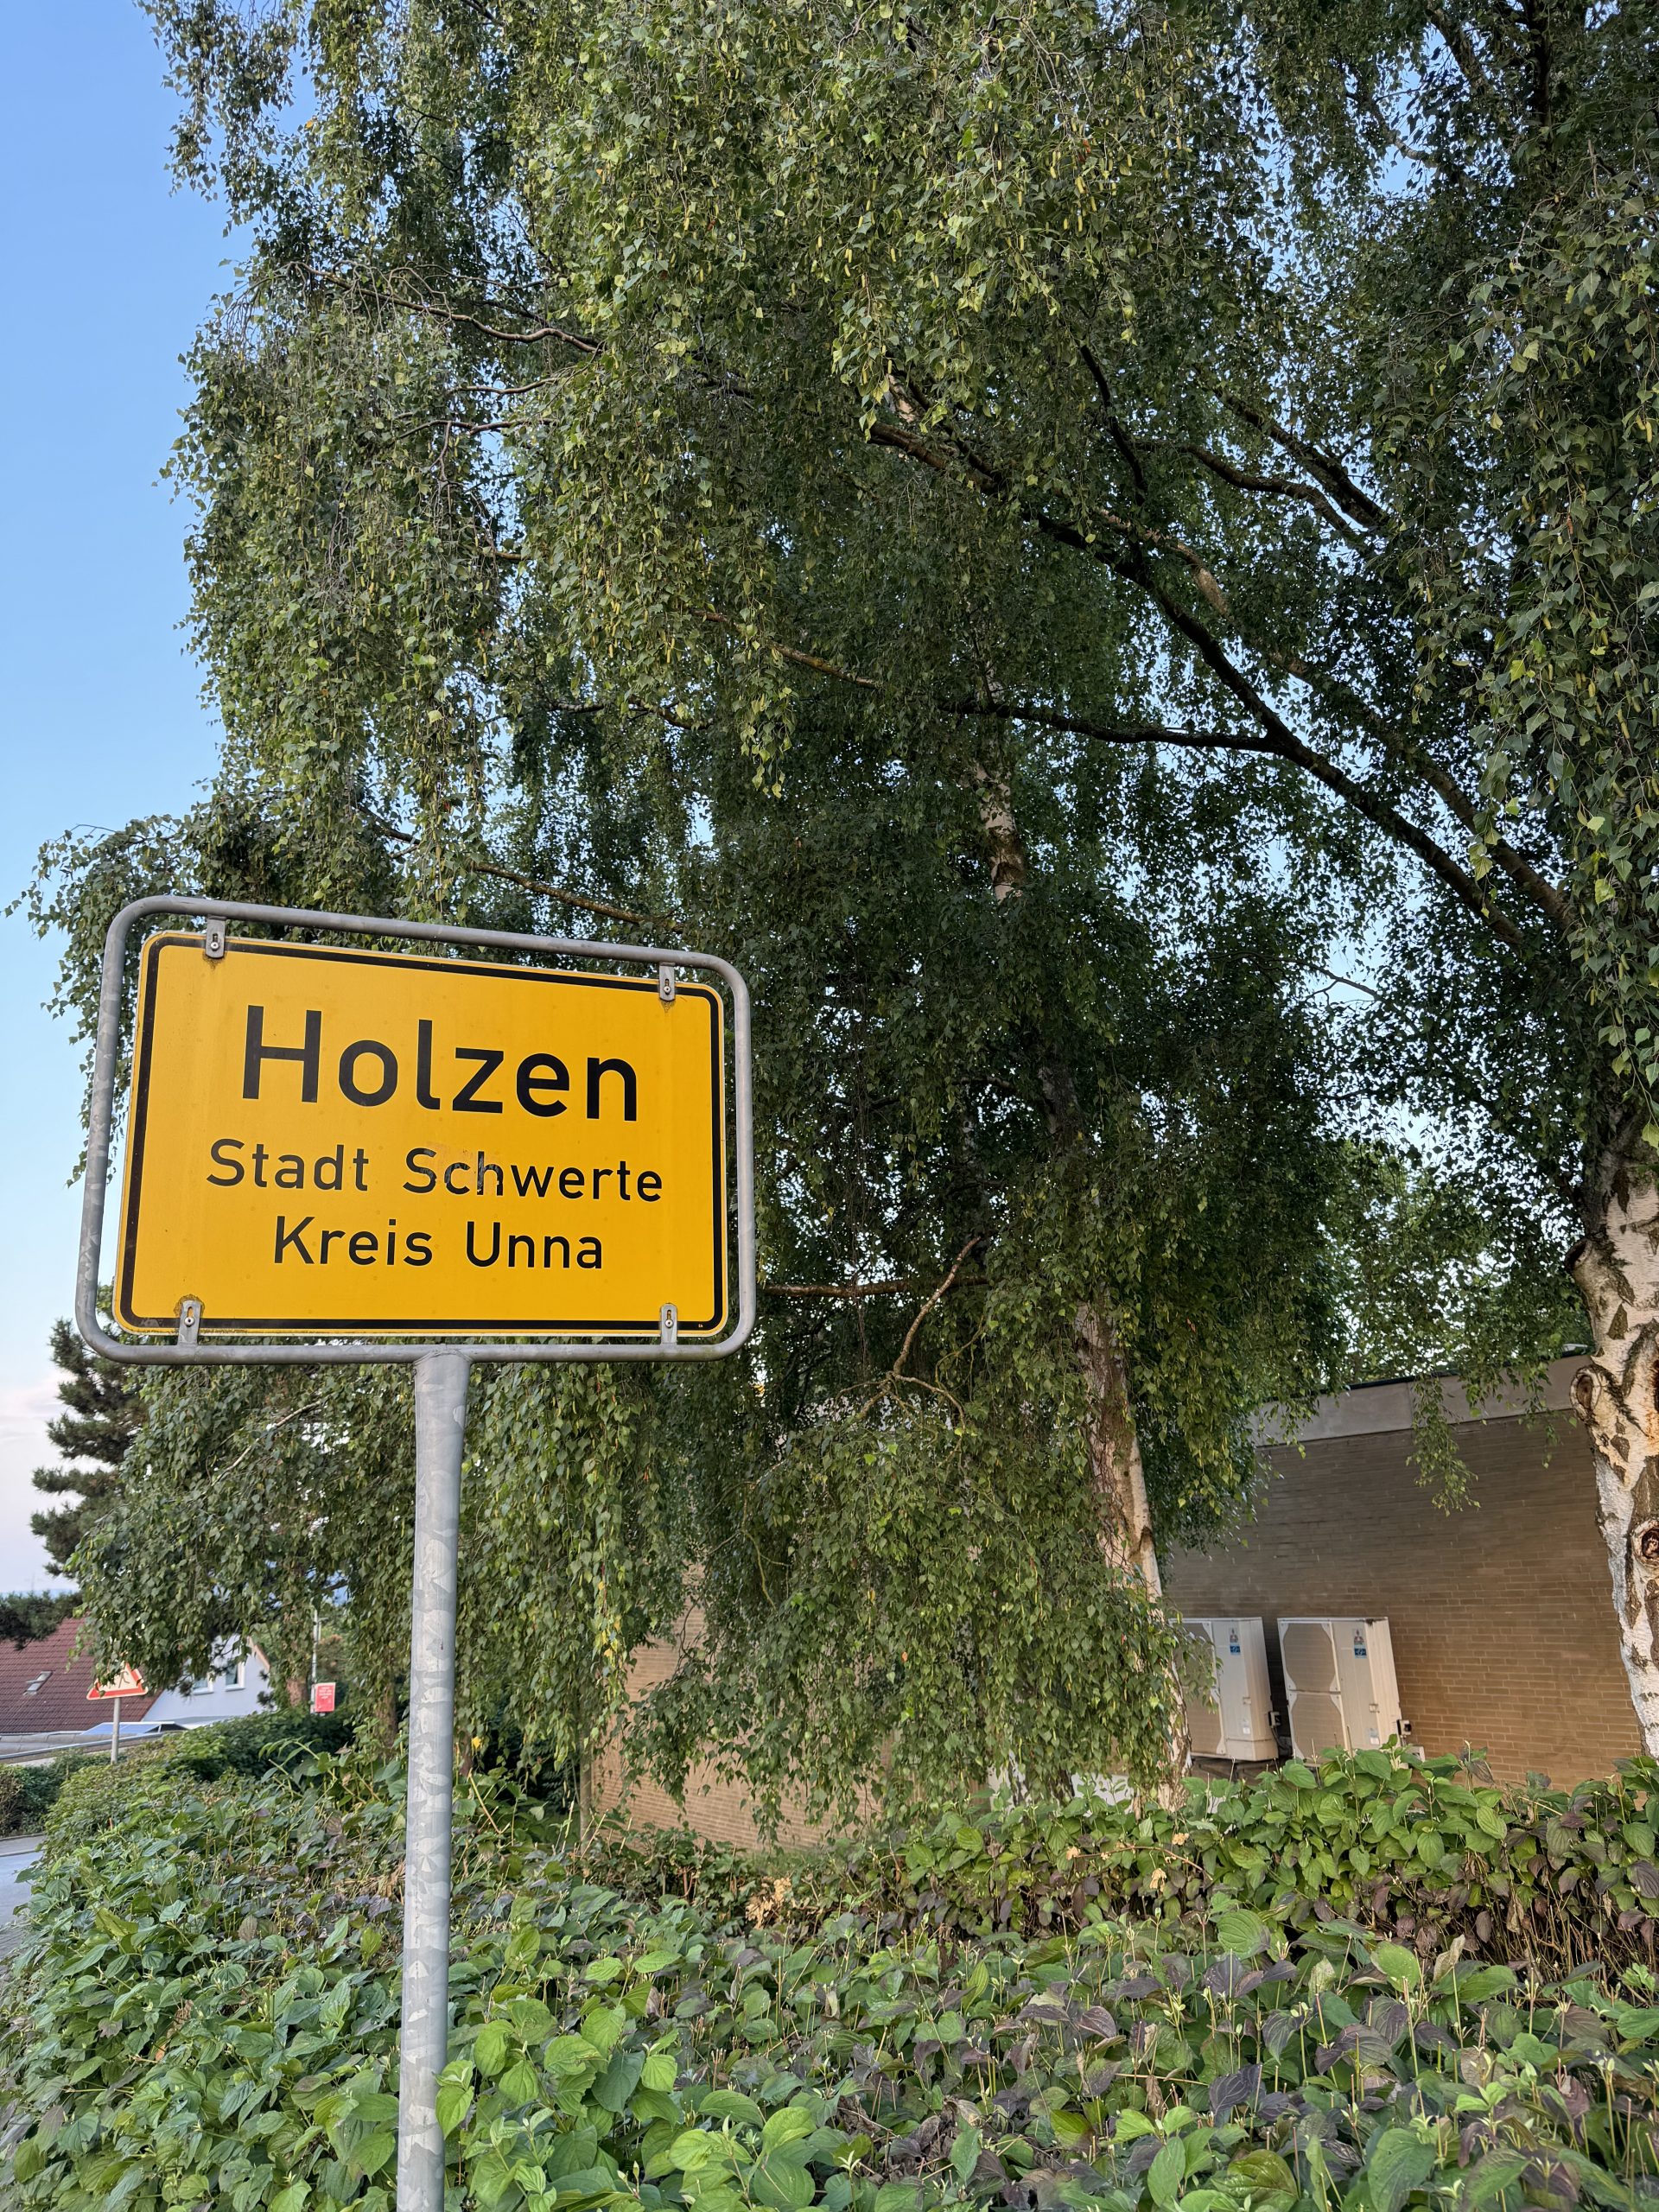 Holzen
Stadt Schwerte
Kreis Unna